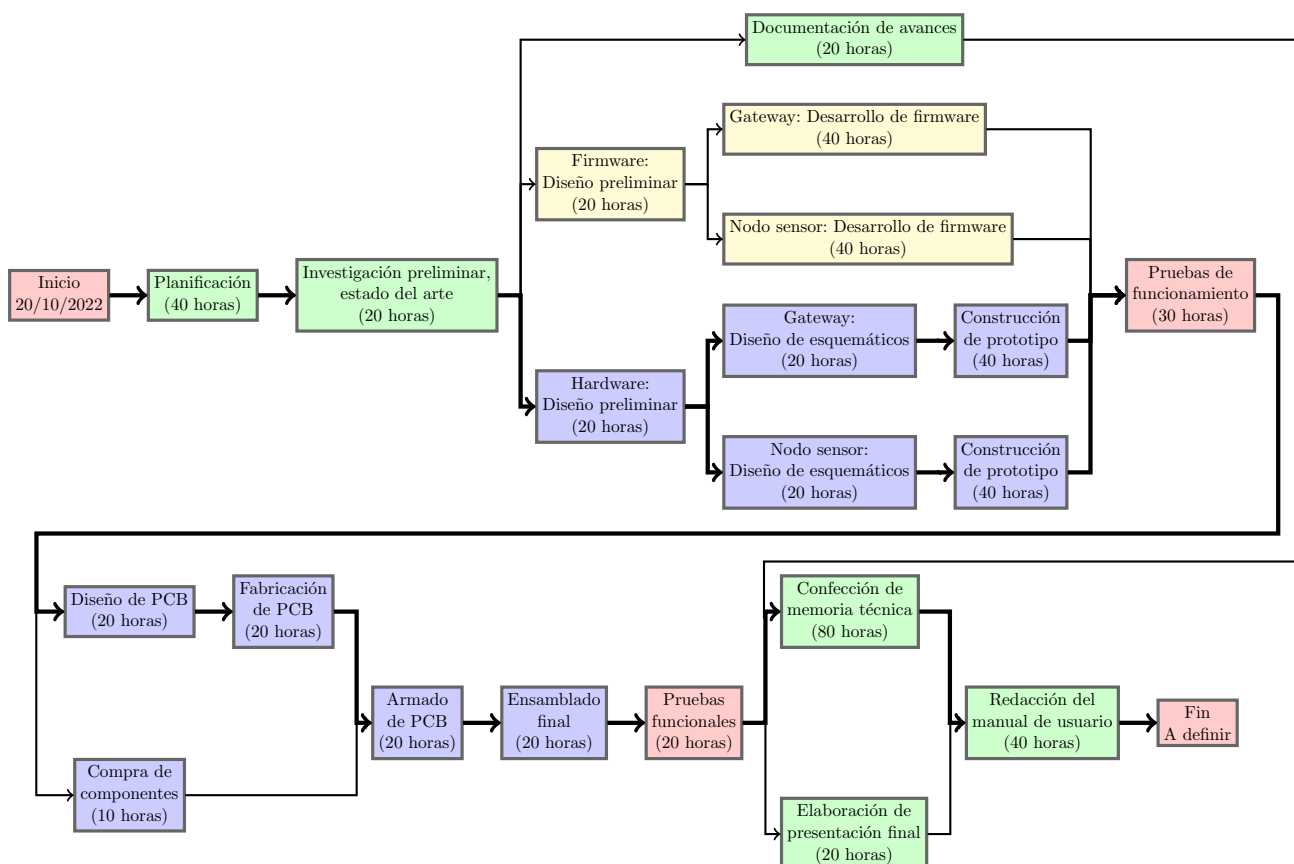 Documentación de avances
(20 horas)
Gateway: Desarrollo de firmware
(40 horas)
Firmware:
Diseño preliminar
(20 horas)
Nodo sensor: Desarrollo de firmware
(40 horas)
Inicio
20/10/2022
Planificación
(40 horas)
Investigación preliminar,
estado del arte
(20 horas)
Pruebas de
funcionamiento
(30 horas)
Gateway:
Diseño de esquemáticos
(20 horas)
Construcción
de prototipo
(40 horas)
Hardware:
Diseño preliminar
(20 horas)
Nodo sensor:
Diseño de esquemáticos
(20 horas)
Construcción
de prototipo
(40 horas)
Diseño de PCB
(20 horas)
Fabricación
de PCB
(20 horas)
Confección de
memoria técnica
(80 horas)
Armado
de PCB
(20 horas)
Ensamblado
final
(20 horas)
Pruebas
funcionales
(20 horas)
Redacción del
manual de usuario
(40 horas)
Fin
A definir
Compra de
componentes
(10 horas)
Elaboración de
presentación final
(20 horas)